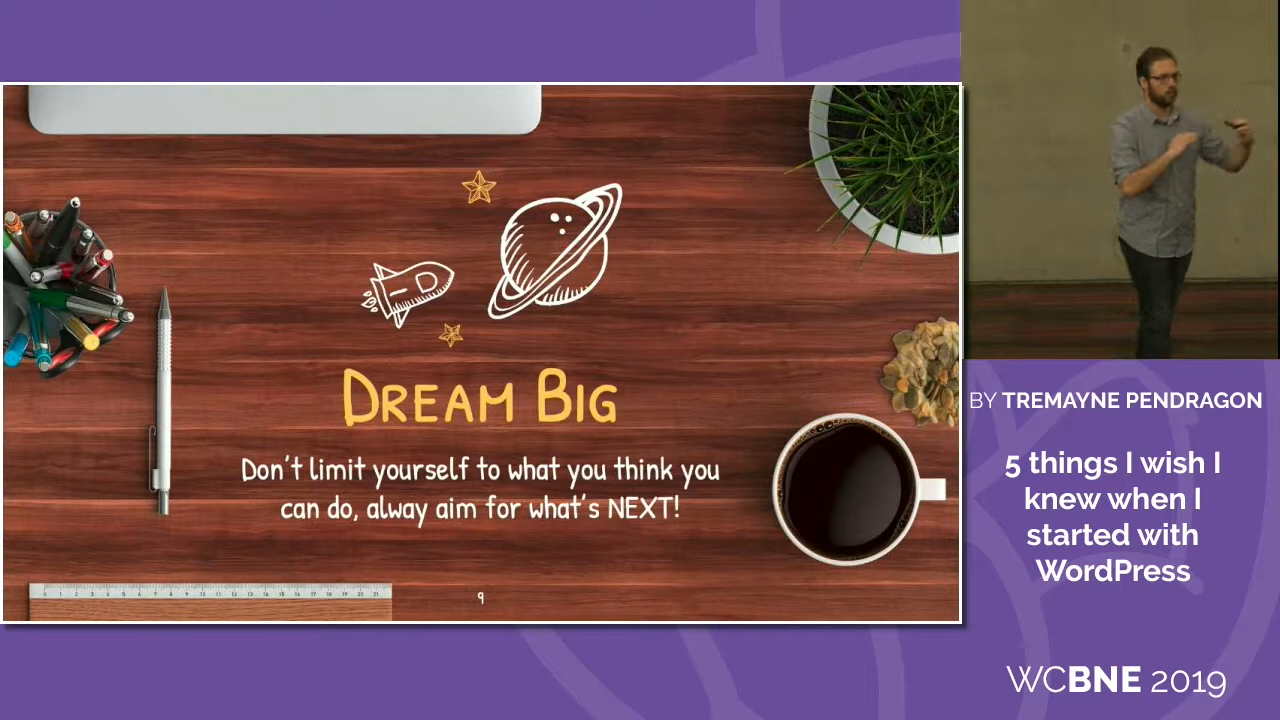 Dream Big
Don't limit yourself to what you think you
can do, alway aim for what's NEXT!
9
BY TREMAYNE PENDRAGON
5 things I wish I
knew when I
started with
WordPress
WCBNE 2019